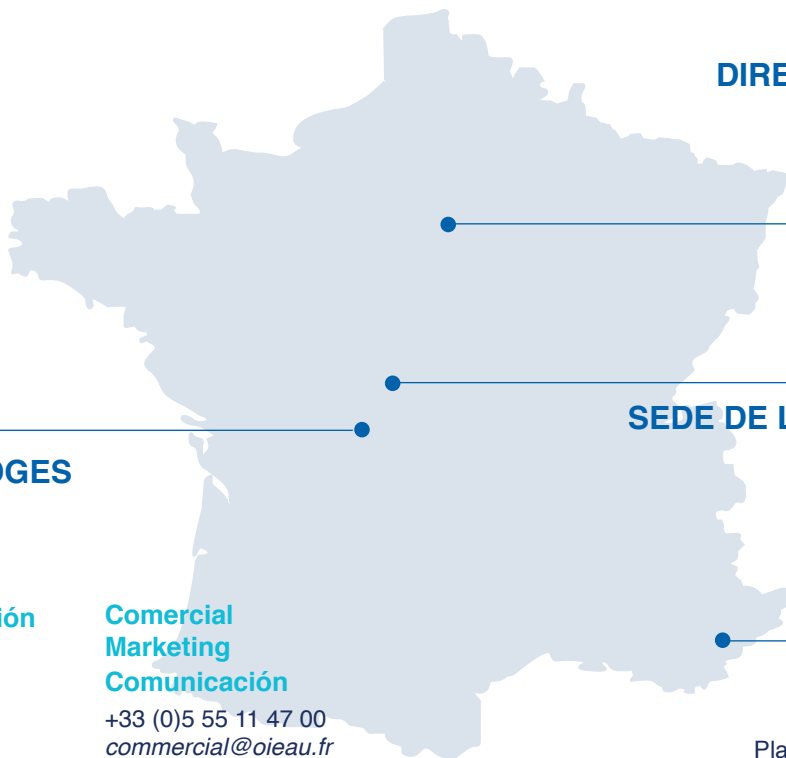 DIRE
SEDE DE L
OGES
ión
Comercial
Marketing
Comunicación
+33 (0)5 55 11 47 00
commercial@oieau.fr
Pla